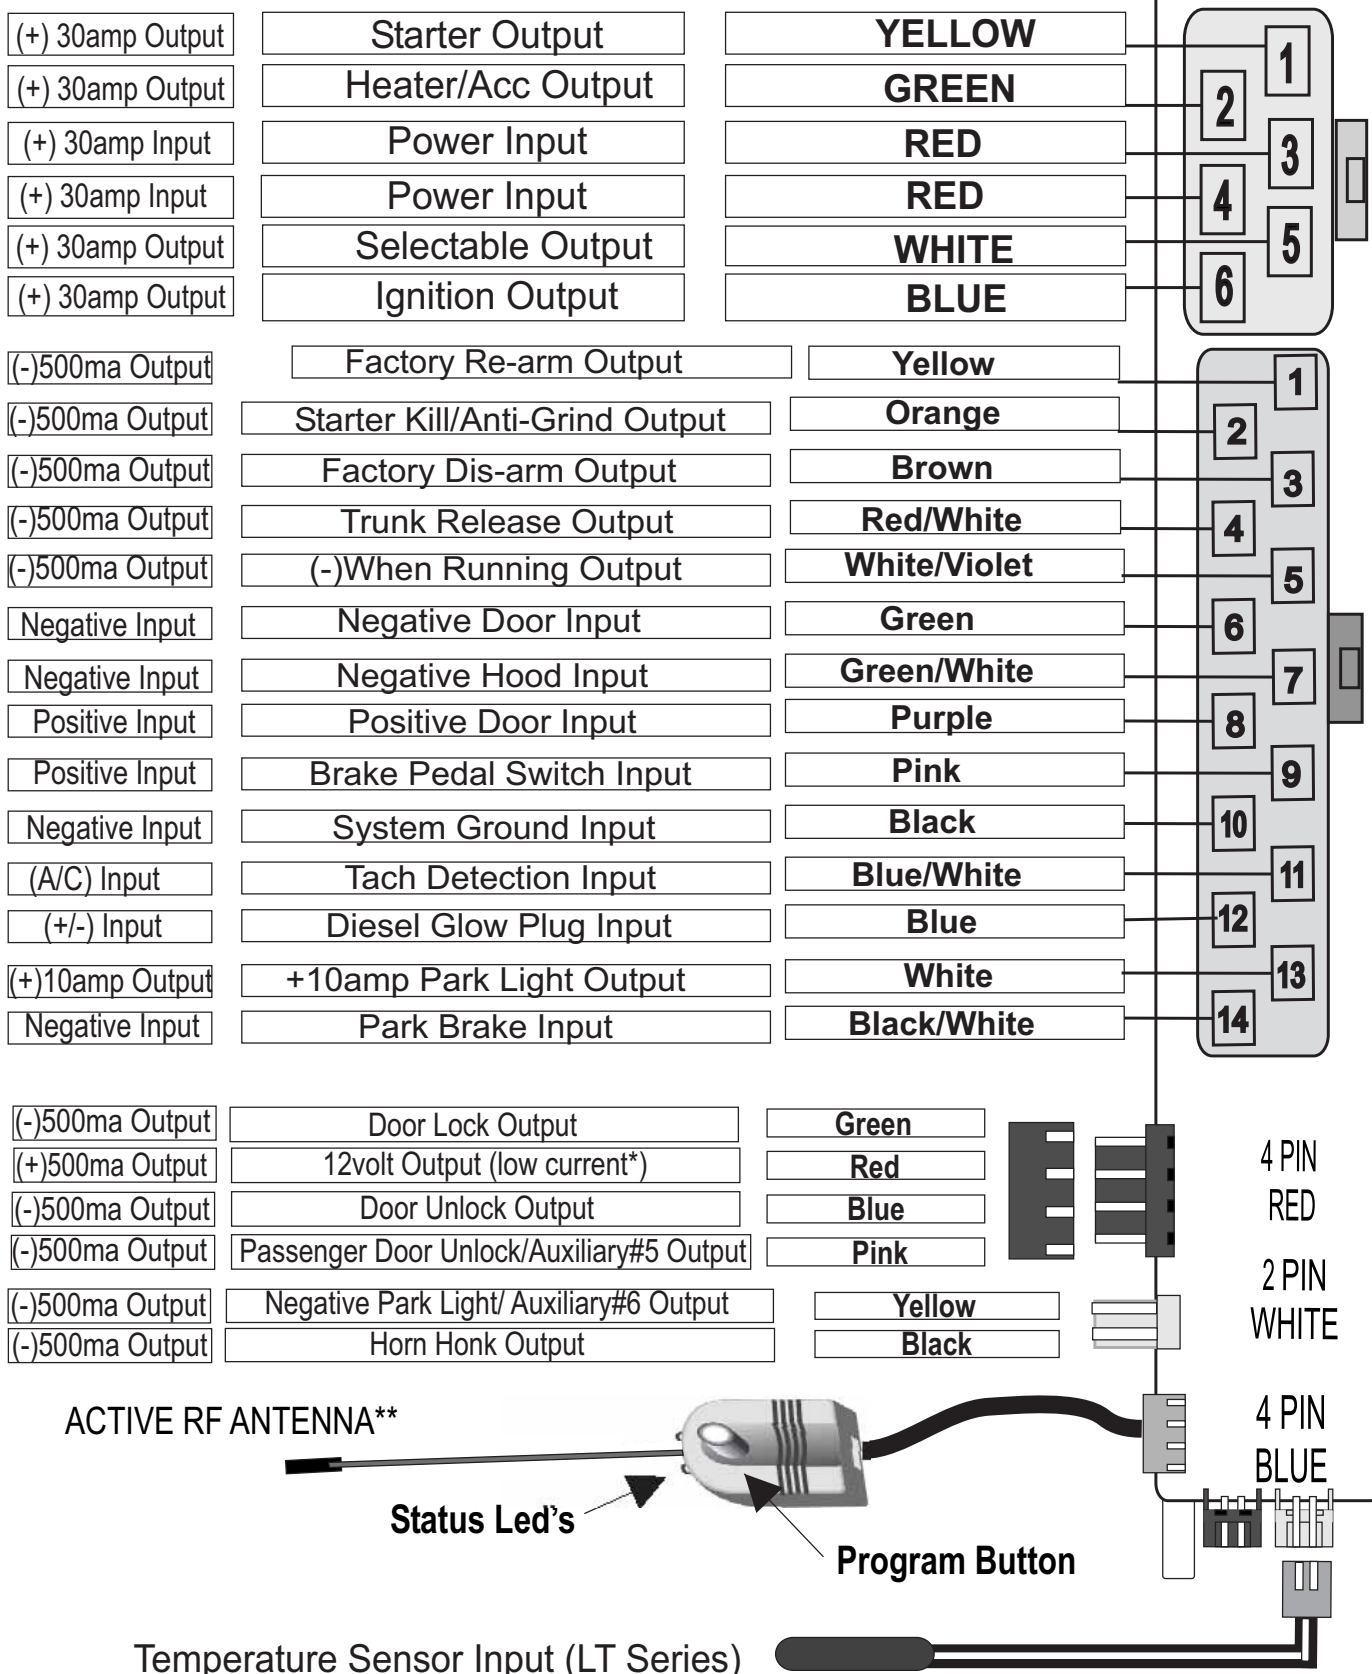 (+) 30amp Output Starter Output YELLOW 1
(+) 30amp Output Heater/Acc Output GREEN 2
(+) 30amp Input Power Input RED 3
(+) 30amp Input Power Input RED 4
(+) 30amp Output Selectable Output WHITE 5
(+) 30amp Output Ignition Output BLUE 6
(-)500ma Output Factory Re-arm Output Yellow 1
(-)500ma Output Starter Kill/Anti-Grind Output Orange 2
(-)500ma Output Factory Dis-arm Output Brown 3
(-)500ma Output Trunk Release Output Red/White 4
(-)500ma Output (-)When Running Output White/Violet 5
Negative Input Negative Door Input Green 6
Negative Input Negative Hood Input Green/White 7
Positive Input Positive Door Input Purple 8
Positive Input Brake Pedal Switch Input Pink 9
Negative Input System Ground Input Black 10
(A/C) Input Tach Detection Input Blue/White 11
(+/-) Input Diesel Glow Plug Input Blue 12
(+)10amp Output +10amp Park Light Output White 13
Negative Input Park Brake Input Black/White 14
(-)500ma Output Door Lock Output Green
(+)500ma Output 12volt Output (low current*) Red
(-)500ma Output Door Unlock Output Blue
(-)500ma Output Passenger Door Unlock/Auxiliary#5 Output Pink
4 PIN
RED
(-)500ma Output Negative Park Light/ Auxiliary#6 Output Yellow
(-)500ma Output Horn Honk Output Black
2 PIN
WHITE
ACTIVE RF ANTENNA**
4 PIN
BLUE
Status Led's
Program Button
Temperature Sensor Input (LT Series)